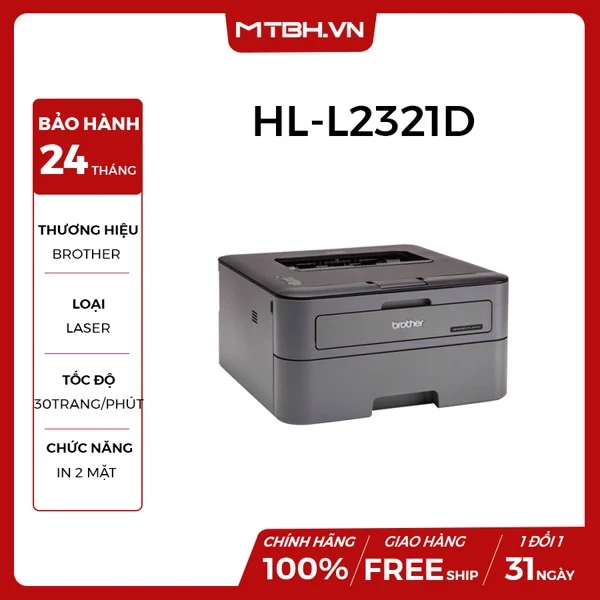 MTBH.VN
HL-L2321D
BẢO HÀNH
24 THÁNG
THƯƠNG HIỆU
BROTHER
LOẠI
LASER
TỐC ĐỘ
30TRANG/PHÚT
CHỨC NĂNG
IN 2 MẶT
brother
CHÍNH HÃNG
100%
GIAO HÀNG
FREE SHIP
1 ĐỔI 1
31 NGÀY